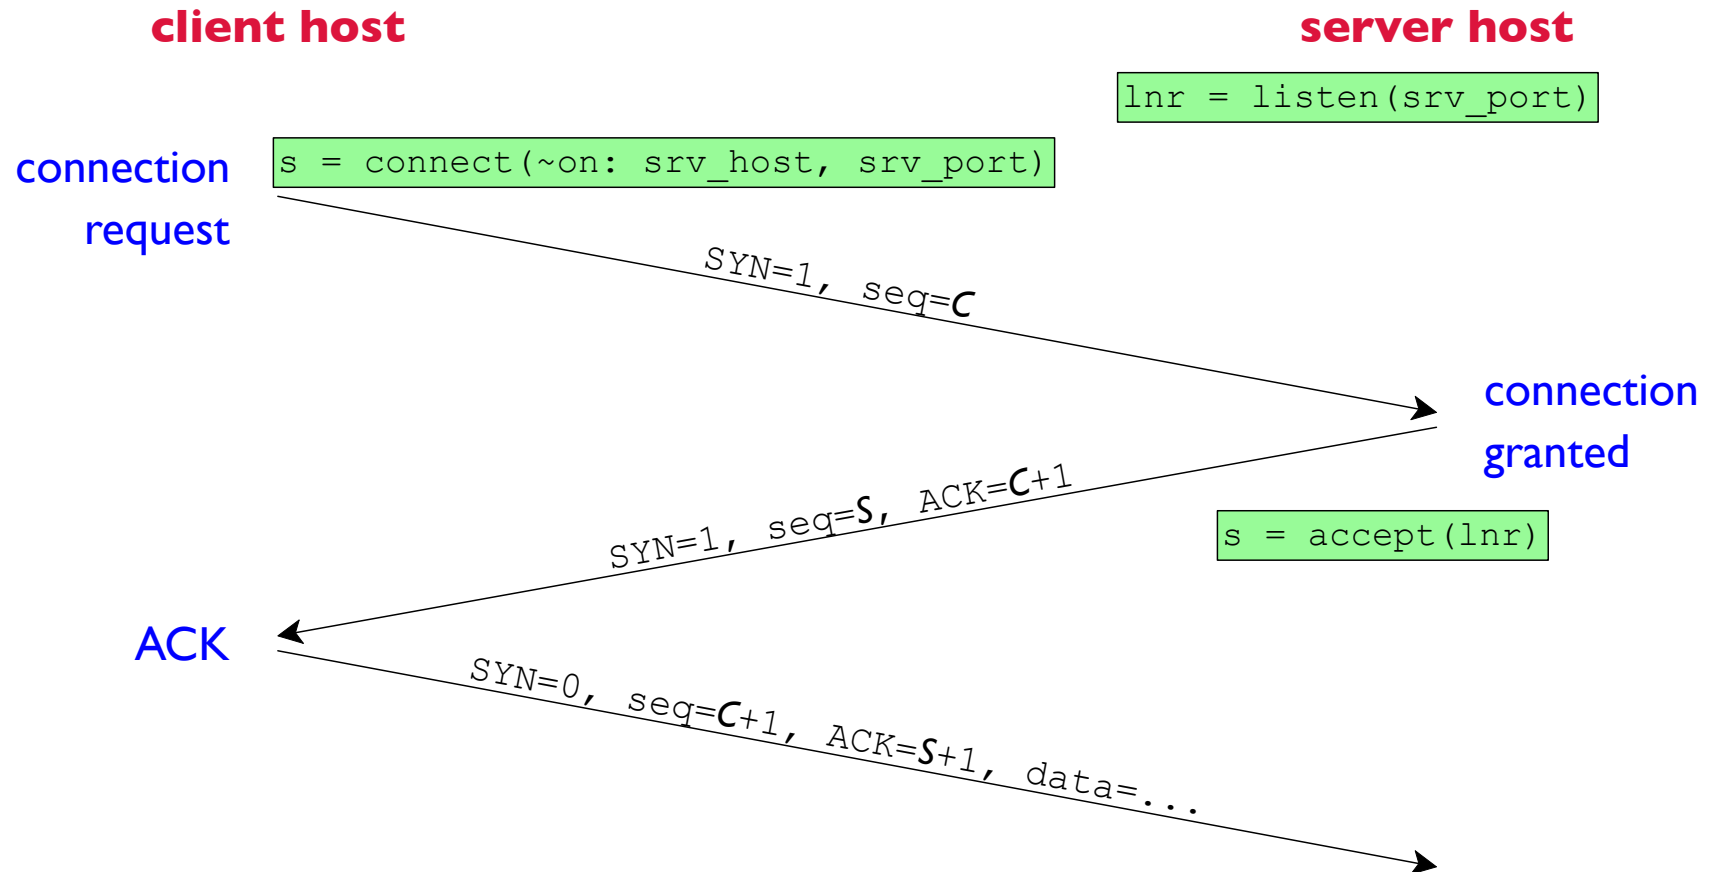 client host
server host
lnr = listen(srv_port)
connection
request
s = connect(~on: srv_host, srv_port)
SYN=1, seq=C
connection
granted
SYN=1, seq=S, ACK=C+1
s = accept(lnr)
ACK
SYN=0, seq=C+1, ACK=S+1, data=...